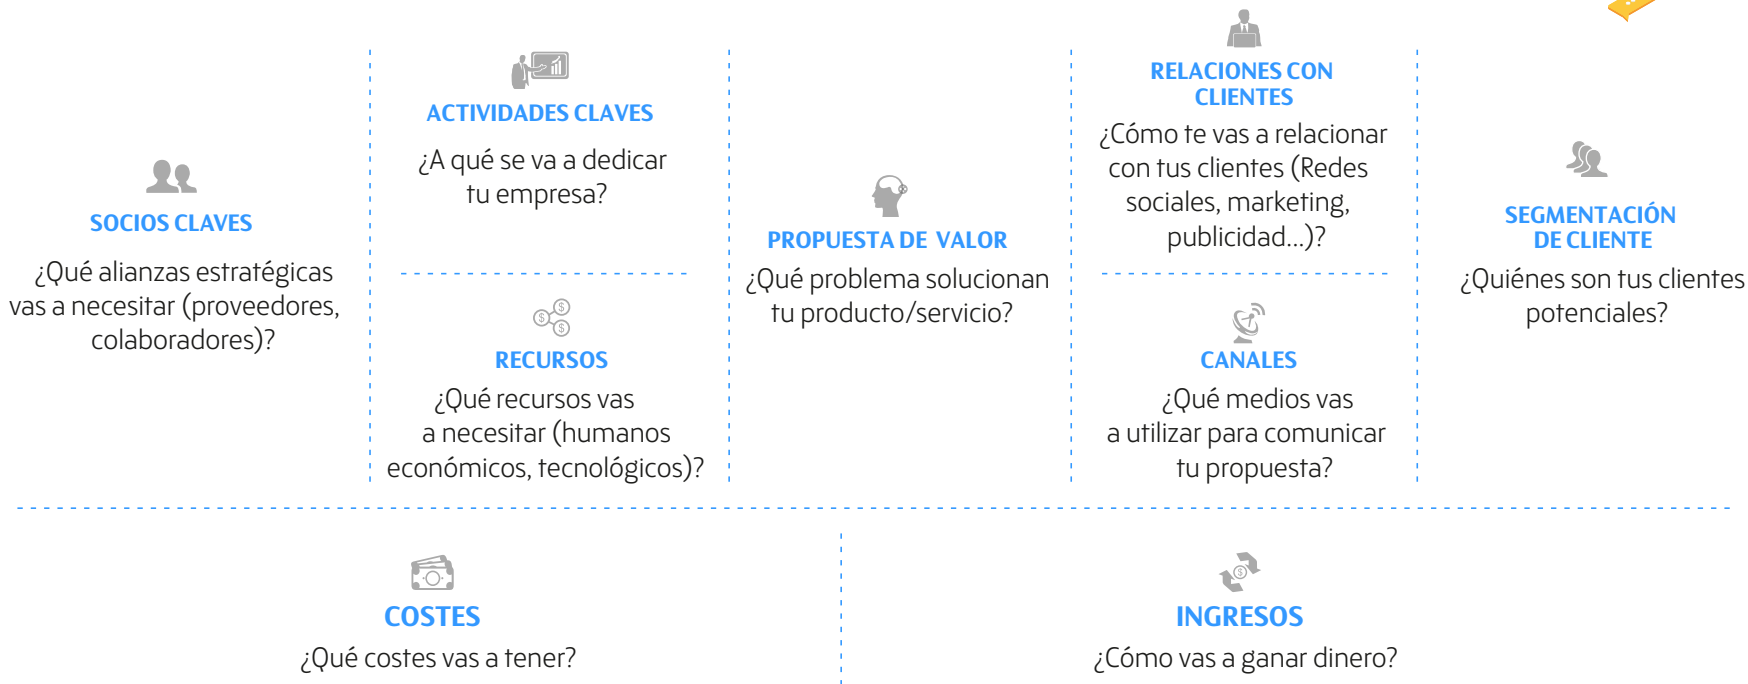 SOCIOS CLAVES
¿Qué alianzas estratégicas
vas a necesitar (proveedores,
colaboradores)?
ACTIVIDADES CLAVES
¿A qué se va a dedicar
tu empresa?
RECURSOS
¿Qué recursos vas
a necesitar (humanos
económicos, tecnológicos)?
PROPUESTA DE VALOR
¿Qué problema solucionan
tu producto/servicio?
RELACIONES CON
CLIENTES
¿Cómo te vas a relacionar
con tus clientes (Redes
sociales, marketing,
publicidad...)?
CANALES
¿Qué medios vas
a utilizar para comunicar
tu propuesta?
SEGMENTACIÓN
DE CLIENTE
¿Quiénes son tus clientes
potenciales?
COSTES
¿Qué costes vas a tener?
INGRESOS
¿Cómo vas a ganar dinero?